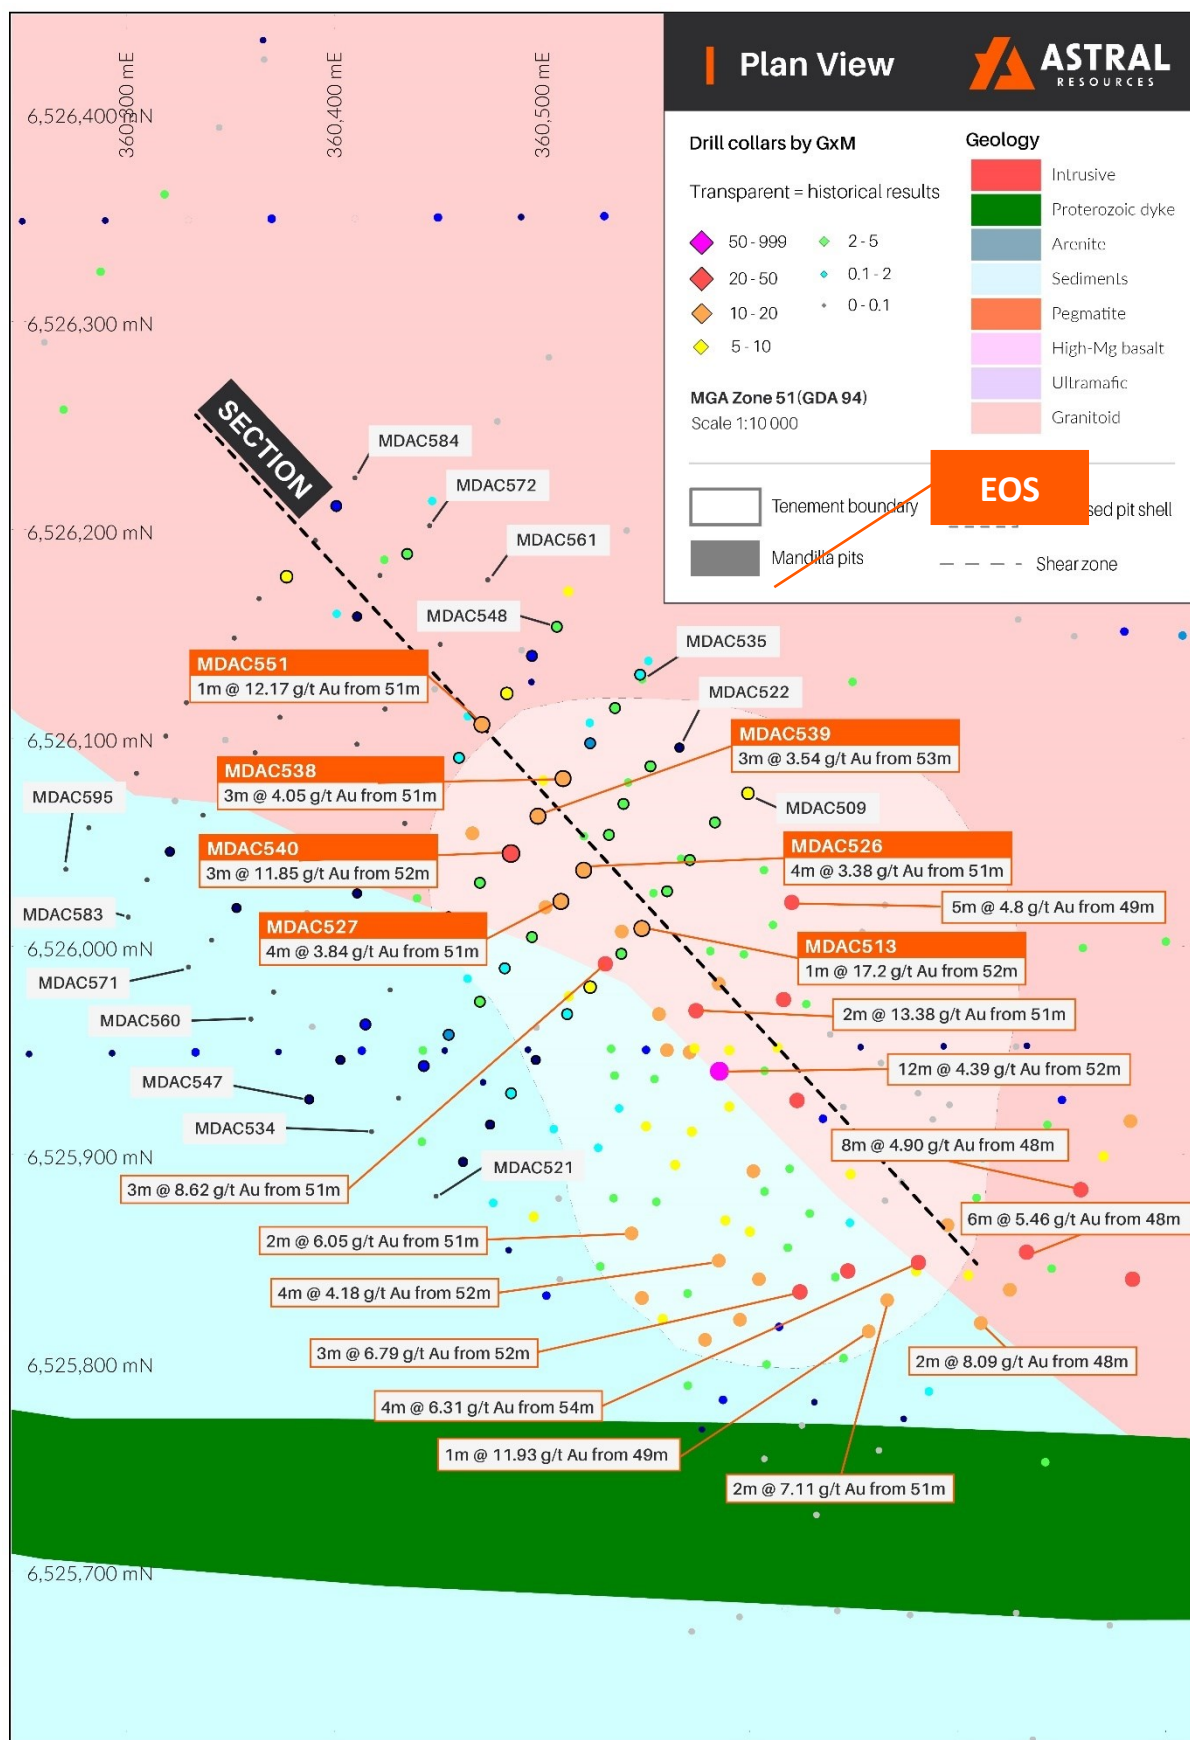 Plan View
ASTRAL
RESOURCES
360,300 mE
360,400 mE
360,500 mE
6,526,400 mN
6,526,300 mN
6,526,200 mN
6,526,100 mN
6,526,000 mN
6,525,900 mN
6,525,800 mN
6,525,700 mN
Drill collars by GxM
Transparent = historical results
50 - 999
20 - 50
10 - 20
5 - 10
2 - 5
0.1 - 2
0 - 0.1
MGA Zone 51 (GDA 94)
Scale 1:10 000
Geology
Intrusive
Proterozoic dyke
Arenite
Sediments
Pegmatite
High-Mg basalt
Ultramafic
Granitoid
EOS
Tenement boundary
sed pit shell
Mandilla pits
Shear zone
SECTION
MDAC584
MDAC572
MDAC561
MDAC548
MDAC535
MDAC522
MDAC551
1m @ 12.17 g/t Au from 51m
MDAC539
3m @ 3.54 g/t Au from 53m
MDAC538
3m @ 4.05 g/t Au from 51m
MDAC595
MDAC509
MDAC540
3m @ 11.85 g/t Au from 52m
MDAC526
4m @ 3.38 g/t Au from 51m
MDAC583
5m @ 4.8 g/t Au from 49m
MDAC527
4m @ 3.84 g/t Au from 51m
MDAC513
1m @ 17.2 g/t Au from 52m
MDAC571
MDAC560
2m @ 13.38 g/t Au from 51m
12m @ 4.39 g/t Au from 52m
MDAC547
MDAC534
8m @ 4.90 g/t Au from 48m
MDAC521
3m @ 8.62 g/t Au from 51m
6m @ 5.46 g/t Au from 48m
2m @ 6.05 g/t Au from 51m
4m @ 4.18 g/t Au from 52m
3m @ 6.79 g/t Au from 52m
2m @ 8.09 g/t Au from 48m
4m @ 6.31 g/t Au from 54m
1m @ 11.93 g/t Au from 49m
2m @ 7.11 g/t Au from 51m